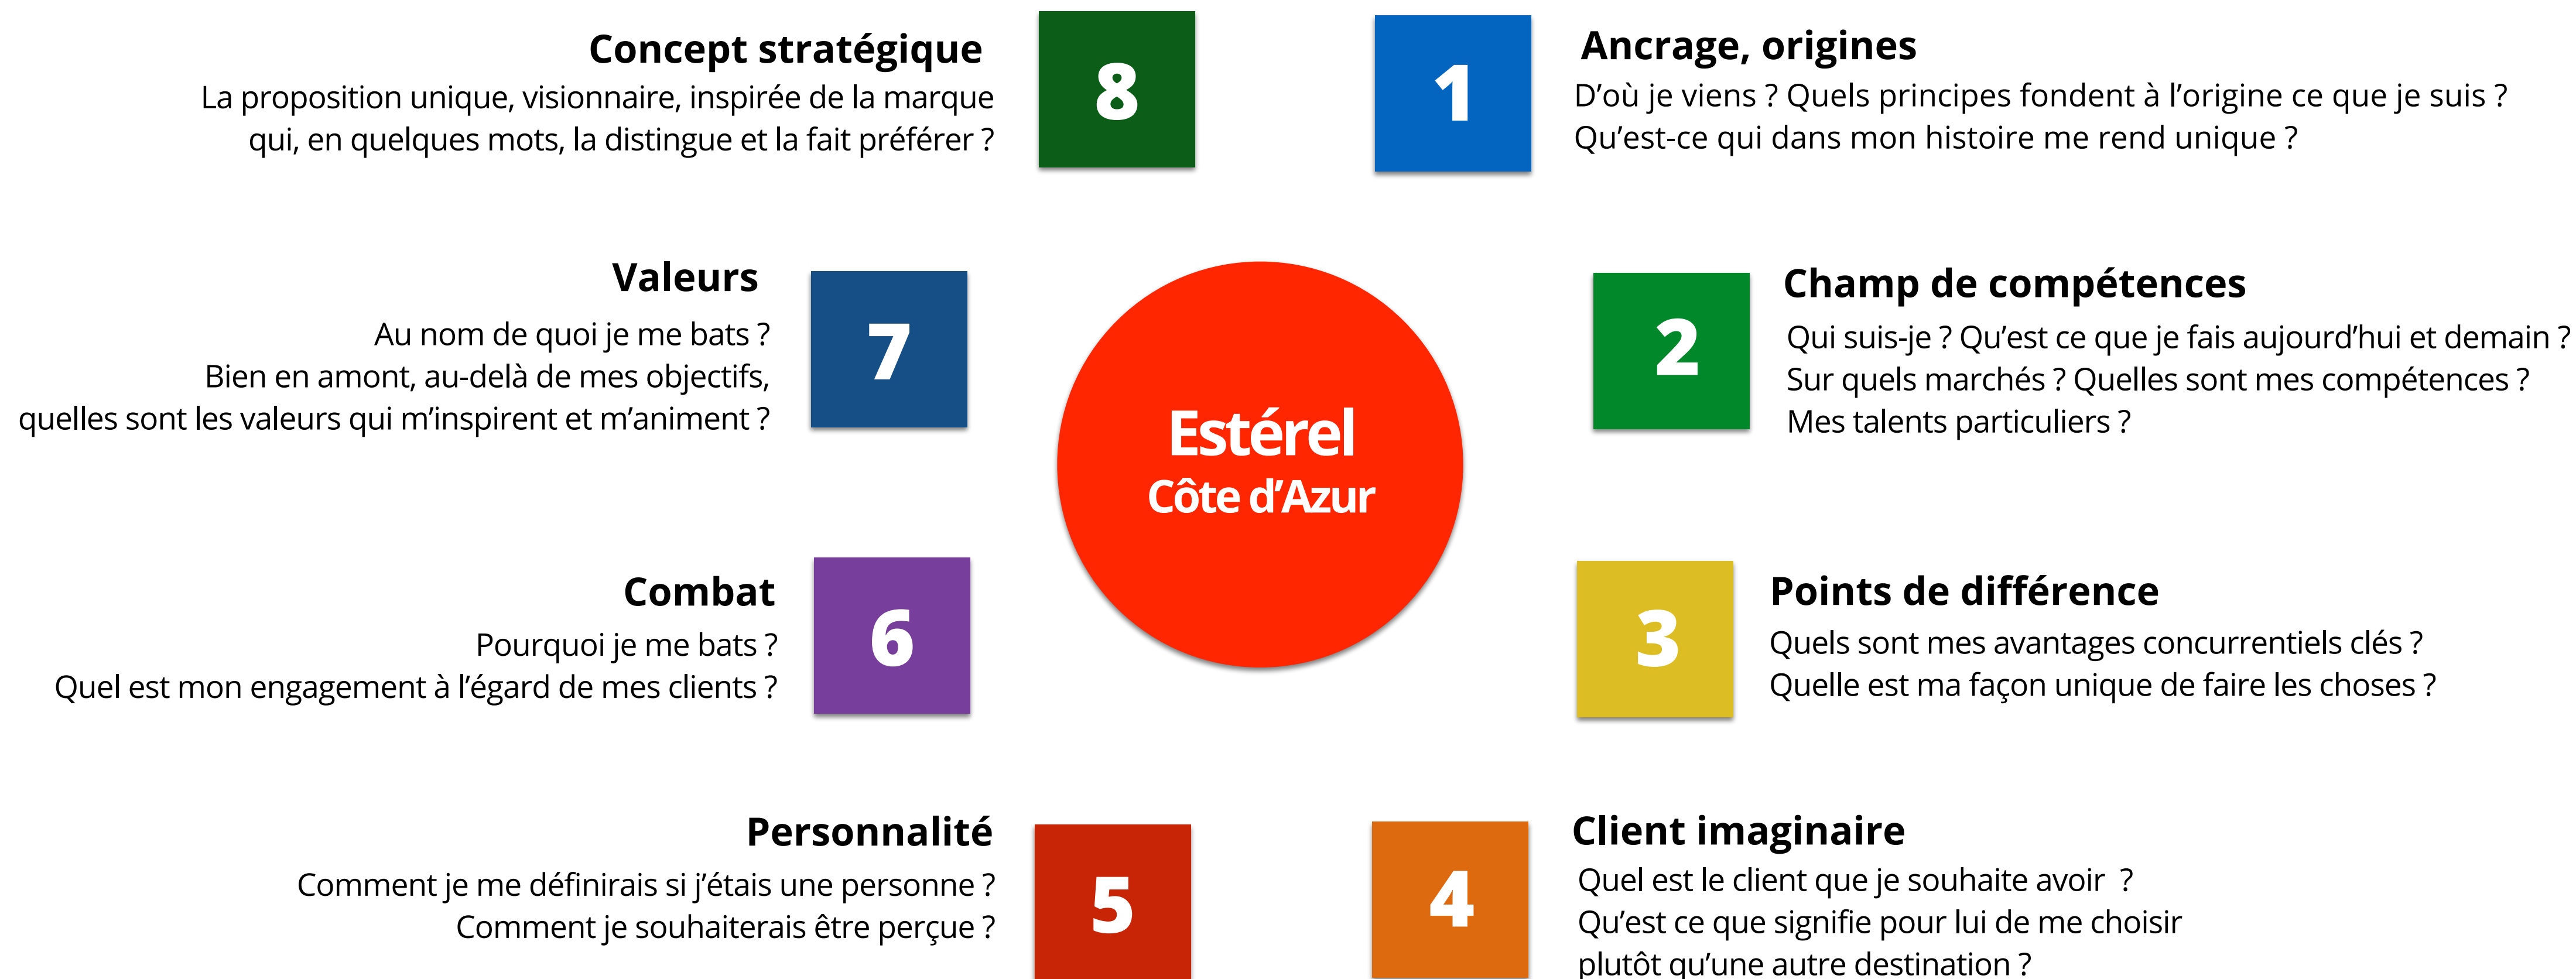 Concept stratégique
La proposition unique, visionnaire, inspirée de la marque
qui, en quelques mots, la distingue et la fait préférer ?
8
1
Ancrage, origines
D’où je viens ? Quels principes fondent à l’origine ce que je suis ?
Qu’est-ce qui dans mon histoire me rend unique ?
Valeurs
Au nom de quoi je me bats ?
Bien en amont, au-delà de mes objectifs,
quelles sont les valeurs qui m’inspirent et m’animent ?
7
Estérel
Côte d’Azur
2
Champ de compétences
Qui suis-je ? Qu’est ce que je fais aujourd’hui et demain ?
Sur quels marchés ? Quelles sont mes compétences ?
Mes talents particuliers ?
Combat
Pourquoi je me bats ?
Quel est mon engagement à l’égard de mes clients ?
6
3
Points de différence
Quels sont mes avantages concurrentiels clés ?
Quelle est ma façon unique de faire les choses ?
Personnalité
Comment je me définirais si j’étais une personne ?
Comment je souhaiterais être perçue ?
5
4
Client imaginaire
Quel est le client que je souhaite avoir  ?
Qu’est ce que signifie pour lui de me choisir
plutôt qu’une autre destination ?